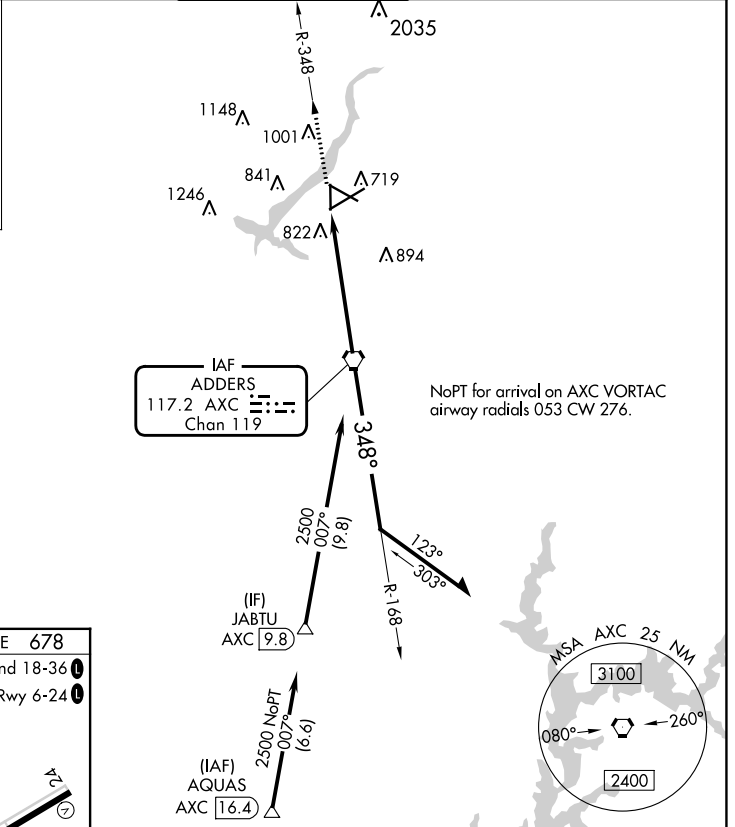 2035
R-348
1148
1001
841
719
1246
822
894
IAF
ADDERS
117.2 AXC
Chan 119
NoPT for arrival on AXC VORTAC
airway radials 053 CW 276.
348°
2500
007°
(9.8)
123°
303°
R-168
(IF)
JABTU
AXC 9.8
2500 NoPT
007°
(6.6)
(IAF)
AQUAS
AXC 16.4
MSA AXC 25 NM
3100
080°
260°
2400
E 678
nd 18-36 L
Rwy 6-24 L
24
V